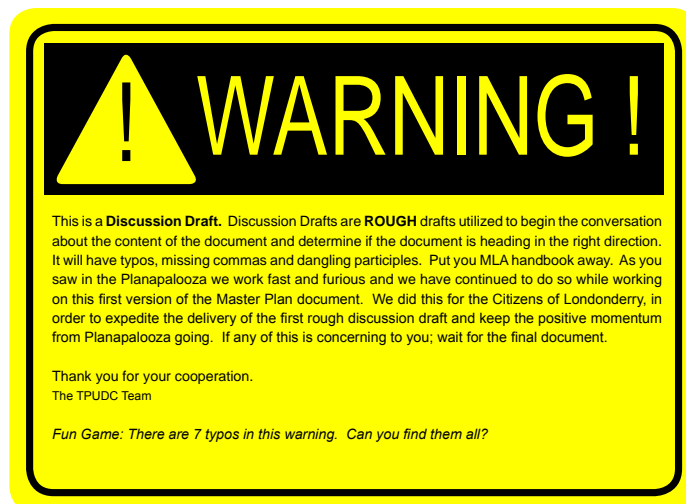 !
WARNING !
This is a Discussion Draft. Discussion Drafts are ROUGH drafts utilized to begin the conversation
about the content of the document and determine if the document is heading in the right direction.
It will have typos, missing commas and dangling participles. Put you MLA handbook away. As you
saw in the Planapalooza we work fast and furious and we have continued to do so while working
on this first version of the Master Plan document. We did this for the Citizens of Londonderry, in
order to expedite the delivery of the first rough discussion draft and keep the positive momentum
from Planapalooza going. If any of this is concerning to you; wait for the final document.
Thank you for your cooperation.
The TPUDC Team
Fun Game: There are 7 typos in this warning. Can you find them all?